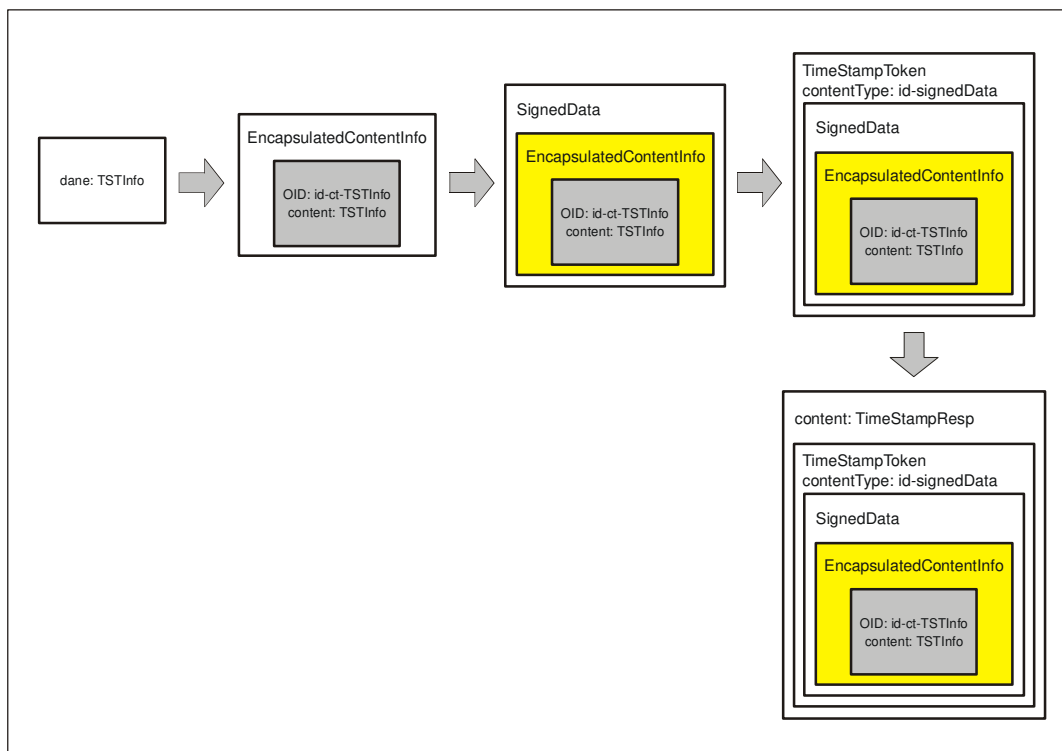 dane: TSTInfo
EncapsulatedContentInfo
OID: id-ct-TSTInfo
content: TSTInfo
SignedData
EncapsulatedContentInfo
OID: id-ct-TSTInfo
content: TSTInfo
TimeStampToken
contentType: id-signedData
SignedData
EncapsulatedContentInfo
OID: id-ct-TSTInfo
content: TSTInfo
content: TimeStampResp
TimeStampToken
contentType: id-signedData
SignedData
EncapsulatedContentInfo
OID: id-ct-TSTInfo
content: TSTInfo